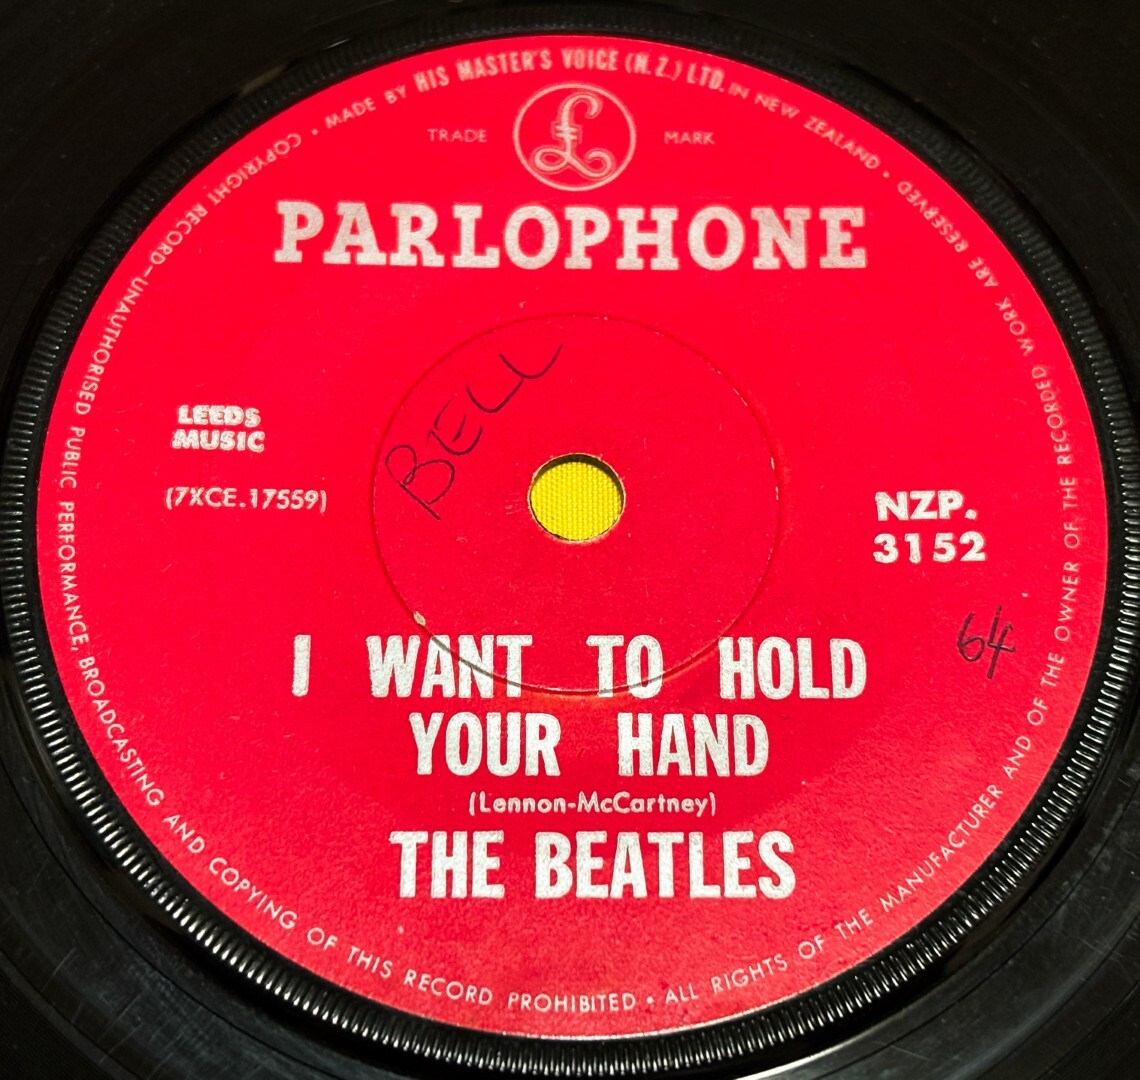 COPYRIGHT RECORD—UNAUTHORISED PUBLIC PERFORMANCE, BROADCASTING AND COPYING OF THIS RECORD PROHIBITED • ALL RIGHTS OF THE MANUFACTURER AND OF THE OWNER OF THE RECORDED WORK ARE RESERVED •
MADE BY HIS MASTER'S VOICE (N.Z.) LTD. IN NEW ZEALAND •
TRADE £ MARK
PARLOPHONE
BELL
LEEDS
MUSIC
(7XCE.17559)
NZP.
3152
64
I WANT TO HOLD
YOUR HAND
(Lennon-McCartney)
THE BEATLES